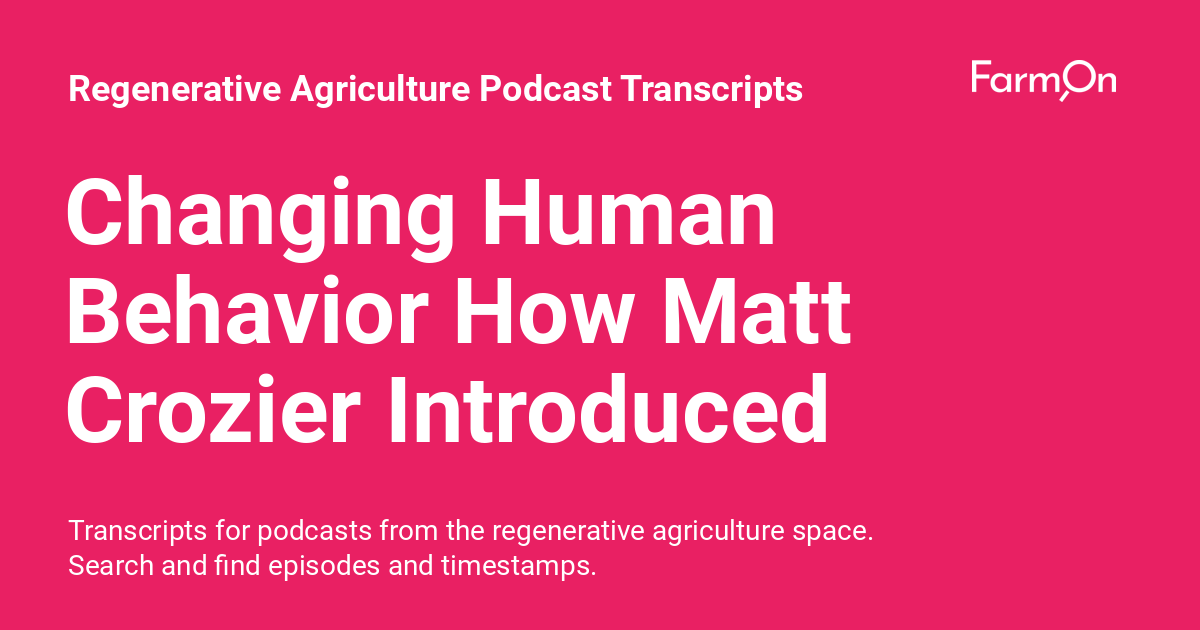 Regenerative Agriculture Podcast Transcripts
FarmOn
Changing Human
Behavior How Matt
Crozier Introduced
Transcripts for podcasts from the regenerative agriculture space.
Search and find episodes and timestamps.